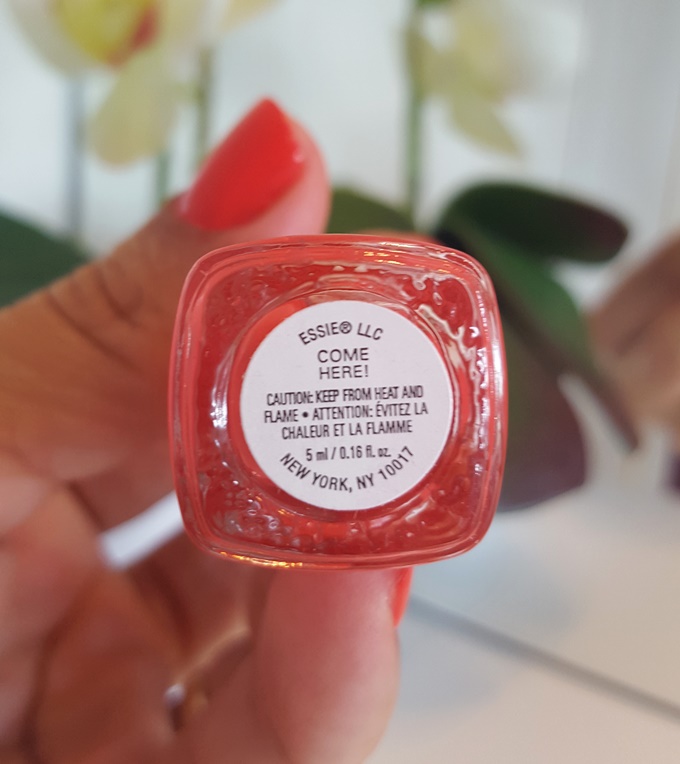 ESSIE® LLC
COME
HERE!
CAUTION: KEEP FROM HEAT AND
FLAME • ATTENTION: ÉVITEZ LA
CHALEUR ET LA FLAMME
5 ml / 0.16 fl. oz.
NEW YORK, NY 10017